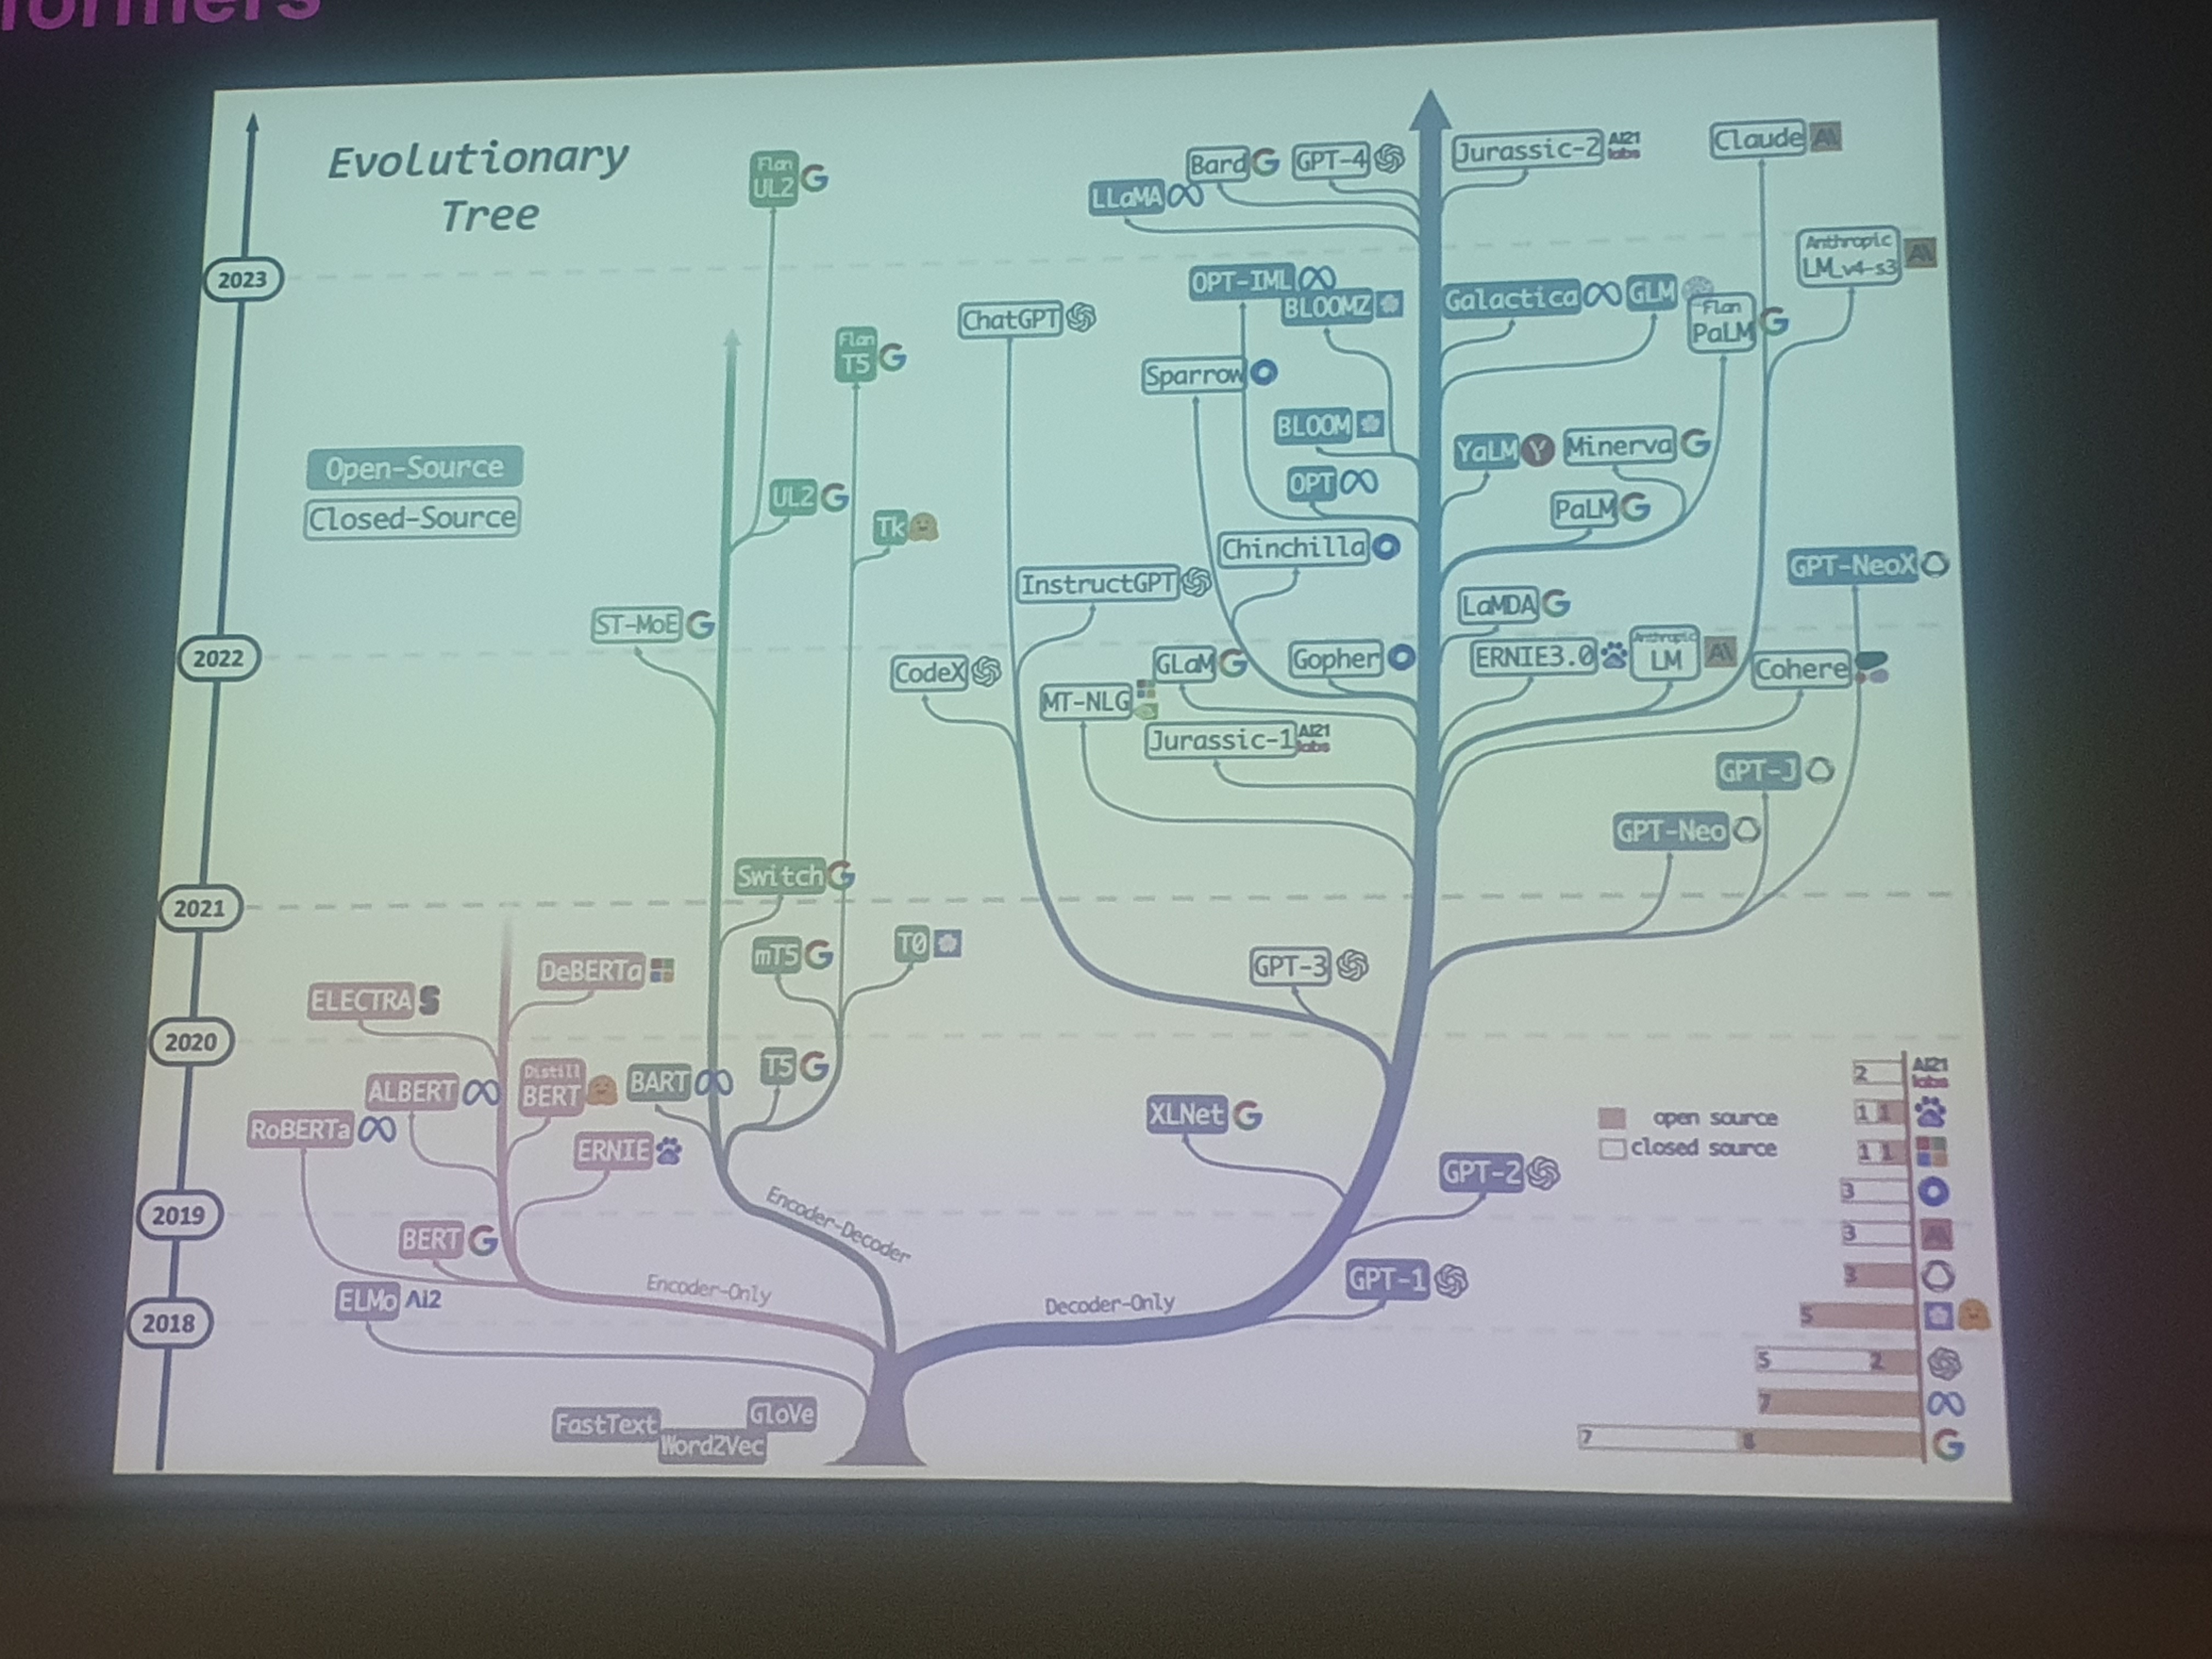 Evolutionary
Tree
Open-Source
Closed-Source
2023
2022
2021
2020
2019
2018
Flan
UL2
Flan
T5
UL2
Tk
ST-MoE
Switch
mT5
T0
T5
BART
Encoder-Decoder
DeBERTa
ELECTRA
ALBERT
Distill
BERT
RoBERTa
ERNIE
BERT
Encoder-Only
ELMo AI2
FastText
GloVe
Word2Vec
Decoder-Only
Bard
GPT-4
Jurassic-2 AI21 labs
Claude
LLaMA
Anthropic
LM_v4-s3
OPT-IML
BLOOMZ
Galactica
GLM
Flan
PaLM
ChatGPT
Sparrow
BLOOM
YaLM
Minerva
OPT
PaLM
Chinchilla
GPT-NeoX
InstructGPT
LaMDA
CodeX
GLaM
Gopher
ERNIE3.0
Anthropic
LM
Cohere
MT-NLG
Jurassic-1 AI21 labs
GPT-J
GPT-Neo
GPT-3
XLNet
GPT-2
GPT-1
open source
closed source
2 AI21 labs
1 1
1 1
3
3
3
5
5 2
7
7 8